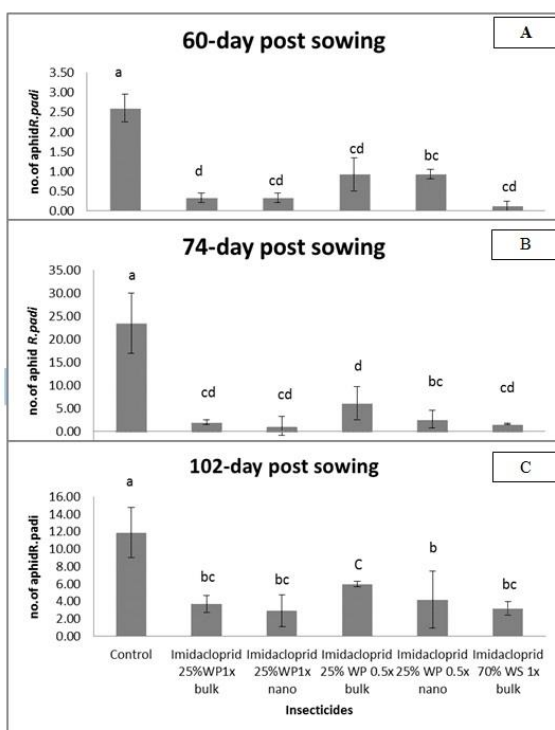 60-day post sowing
A
no.of aphidR.padi
3.50
3.00
2.50
2.00
1.50
1.00
0.50
0.00
a
d
cd
cd
bc
cd
74-day post sowing
B
no.of aphid R.padi
35.00
30.00
25.00
20.00
15.00
10.00
5.00
0.00
a
cd
cd
d
bc
cd
102-day post sowing
C
no.of aphidR.padi
16.00
14.00
12.00
10.00
8.00
6.00
4.00
2.00
0.00
a
bc
bc
C
b
bc
Control
Imidacloprid
25%WP1x
bulk
Imidacloprid
25%WP1x
nano
Imidacloprid
25% WP 0.5x
bulk
Imidacloprid
25% WP 0.5x
nano
Imidacloprid
70% WS 1x
bulk
Insecticides